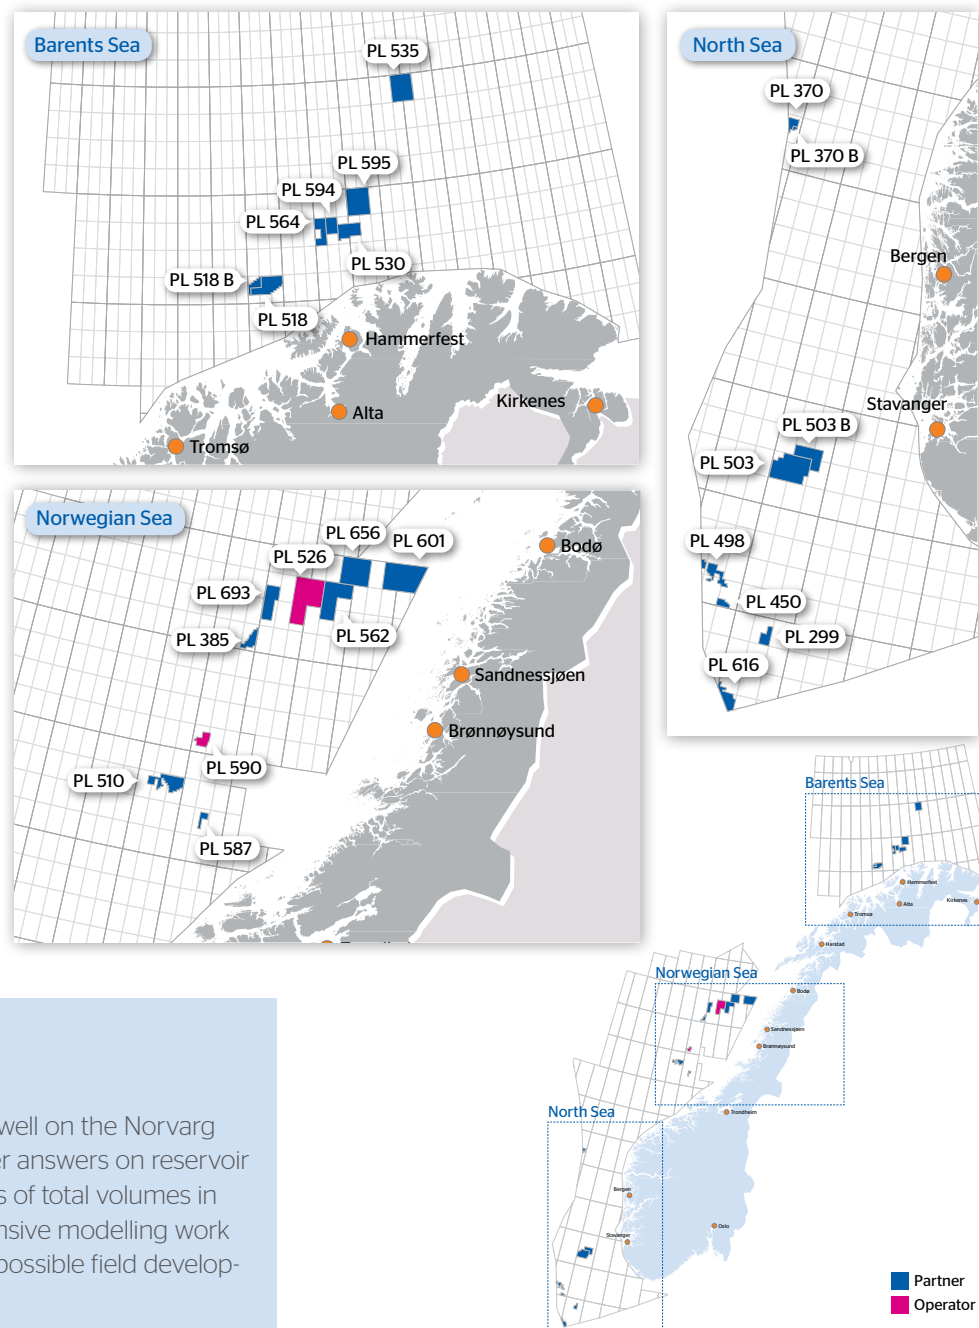 Barents Sea
PL 535
PL 595
PL 594
PL 564
PL 530
PL 518 B
PL 518
Hammerfest
Alta
Kirkenes
Tromsø
North Sea
PL 370
PL 370 B
Bergen
Stavanger
PL 503 B
PL 503
PL 498
PL 450
PL 299
PL 616
Norwegian Sea
PL 656
PL 601
PL 526
PL 693
PL 385
PL 562
Bodø
Sandnessjøen
Brønnøysund
PL 590
PL 510
PL 587
Barents Sea
Hammerfest
Alta
Kirkenes
Tromsø
Harstad
Norwegian Sea
Bodø
Sandnessjøen
Brønnøysund
Trondheim
North Sea
Bergen
Oslo
Stavanger
well on the Norvarg
er answers on reservoir
s of total volumes in
nsive modelling work
possible field develop-
Partner
Operator